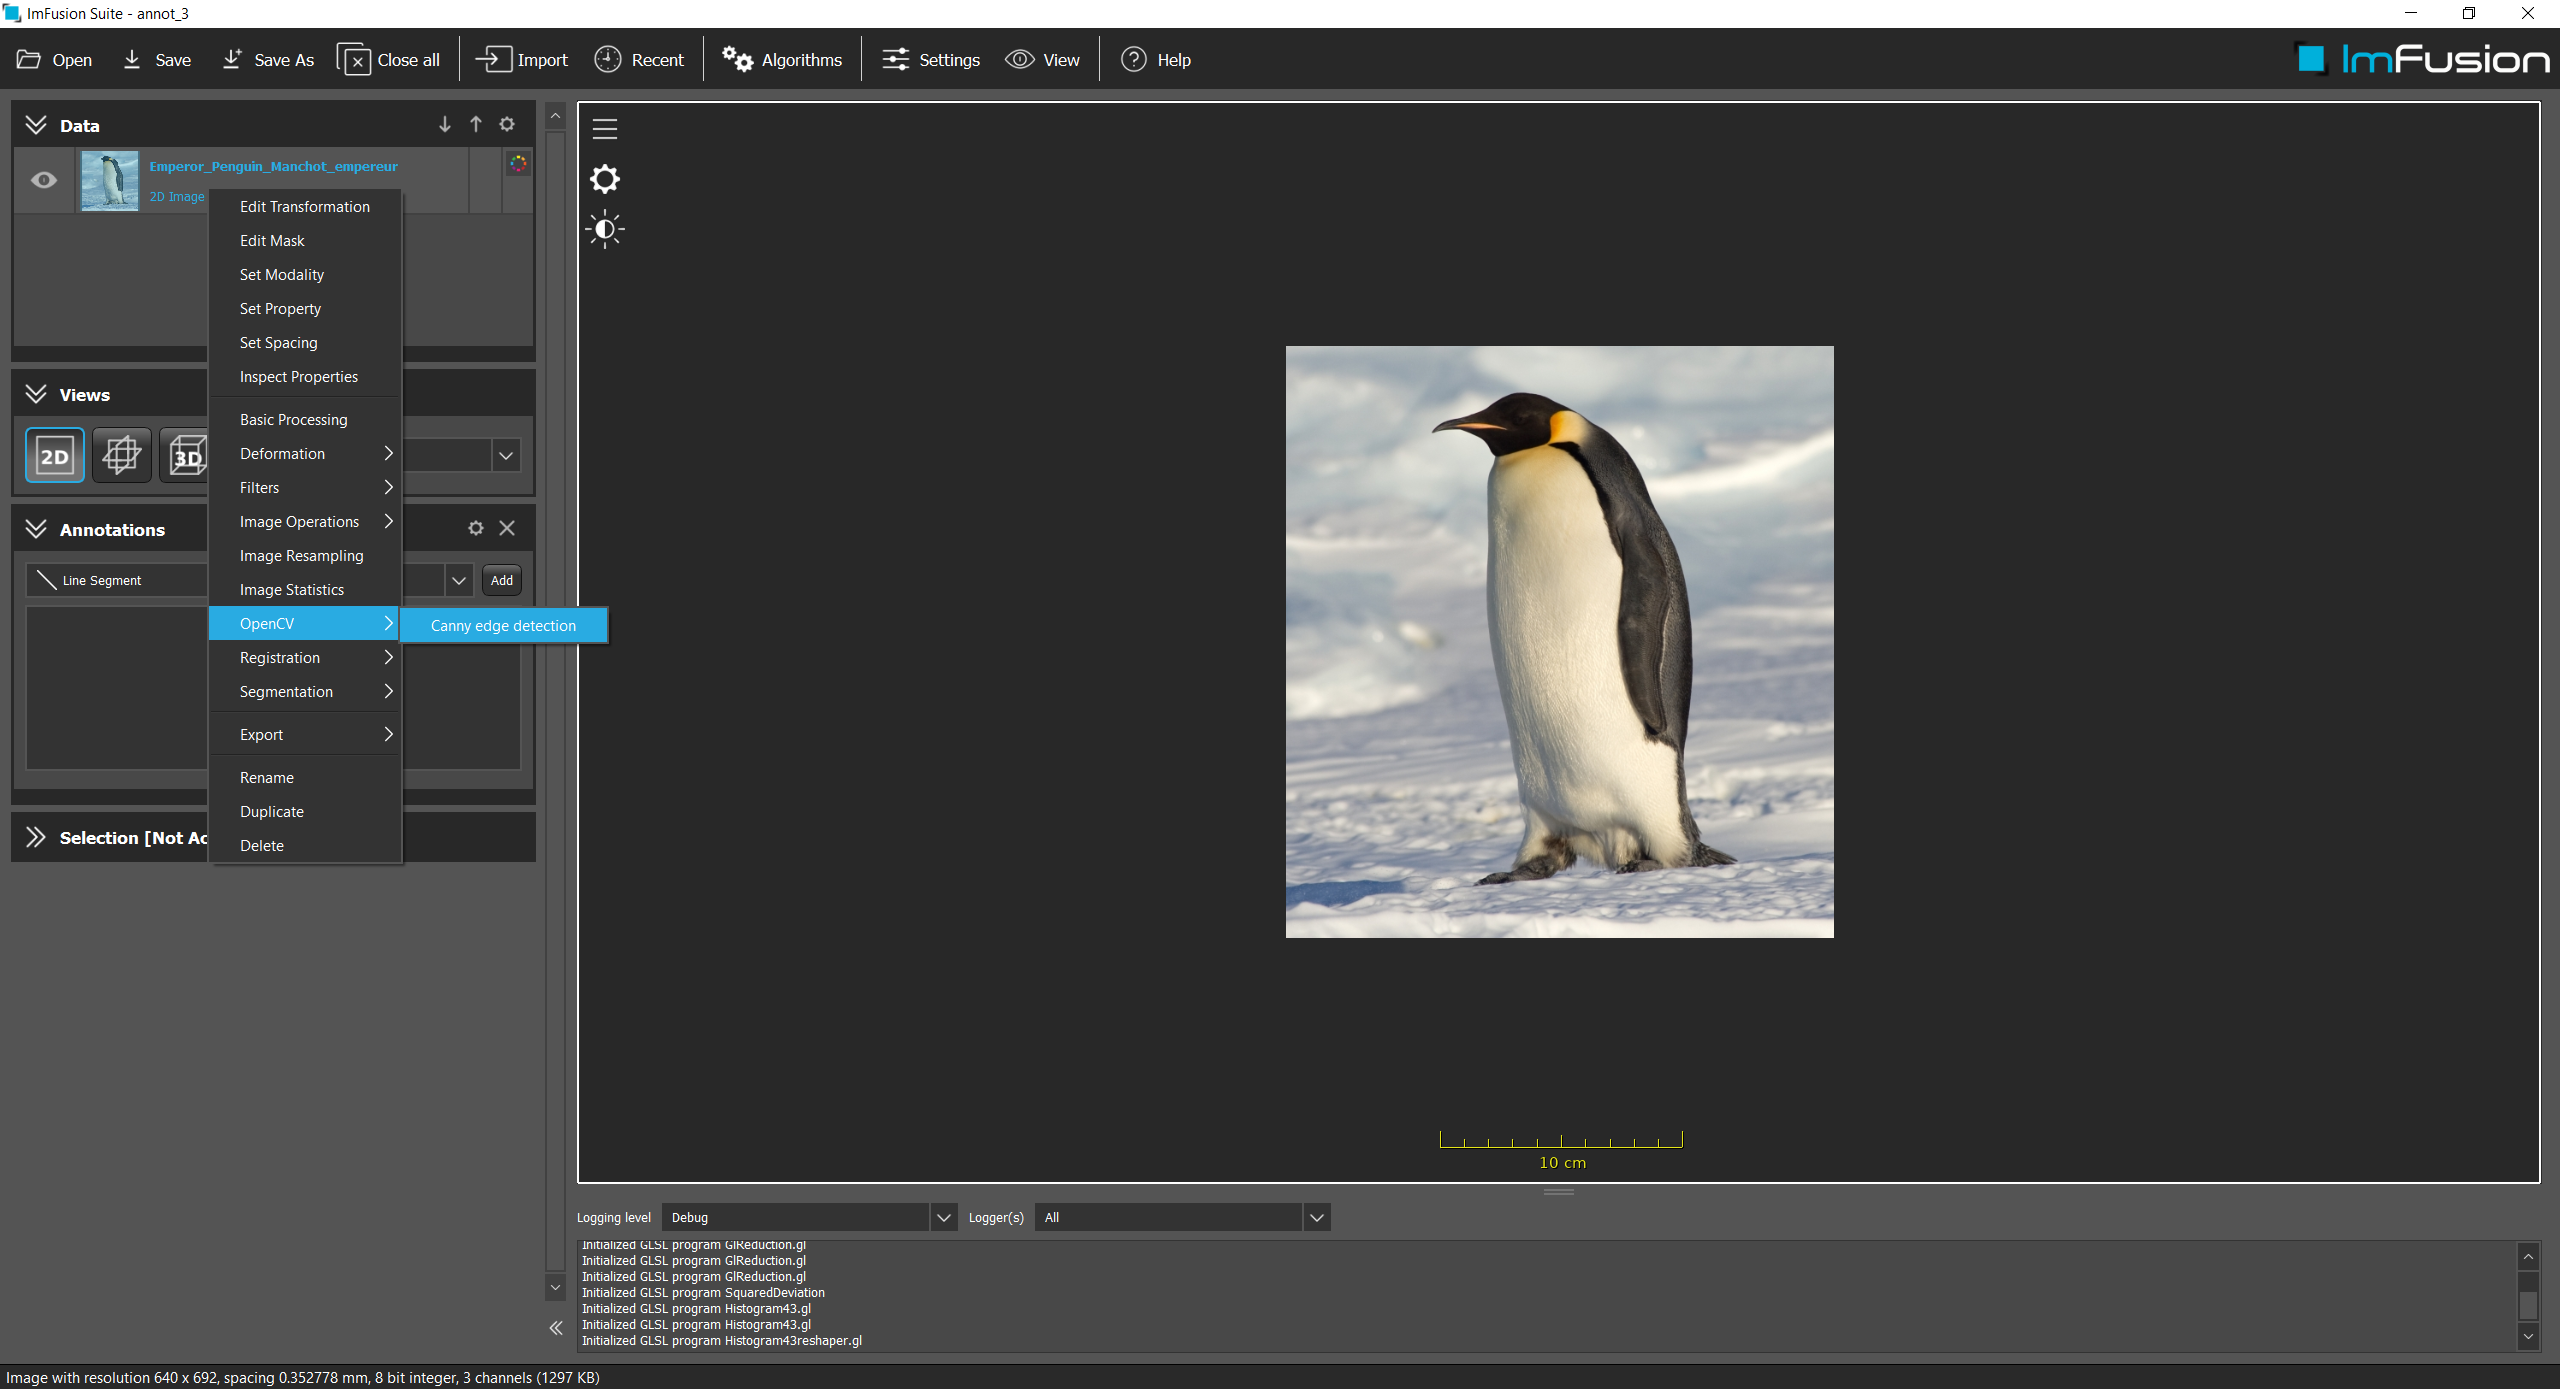 ImFusion Suite - annot_3
Open Save Save As Close all Import Recent Algorithms Settings View Help
ImFusion
Data
Emperor_Penguin_Manchot_empereur
2D Image
Edit Transformation
Edit Mask
Set Modality
Set Property
Set Spacing
Inspect Properties
Views
2D
3D
Basic Processing
Deformation
Filters
Image Operations
Image Resampling
Image Statistics
OpenCV
Canny edge detection
Registration
Segmentation
Export
Rename
Duplicate
Delete
Annotations
Line Segment
Add
Selection [Not Ac
10 cm
Logging level Debug Logger(s) All
Initialized GLSL program GlReduction.gl
Initialized GLSL program GlReduction.gl
Initialized GLSL program GlReduction.gl
Initialized GLSL program SquaredDeviation
Initialized GLSL program Histogram43.gl
Initialized GLSL program Histogram43.gl
Initialized GLSL program Histogram43reshaper.gl
Image with resolution 640 x 692, spacing 0.352778 mm, 8 bit integer, 3 channels (1297 KB)